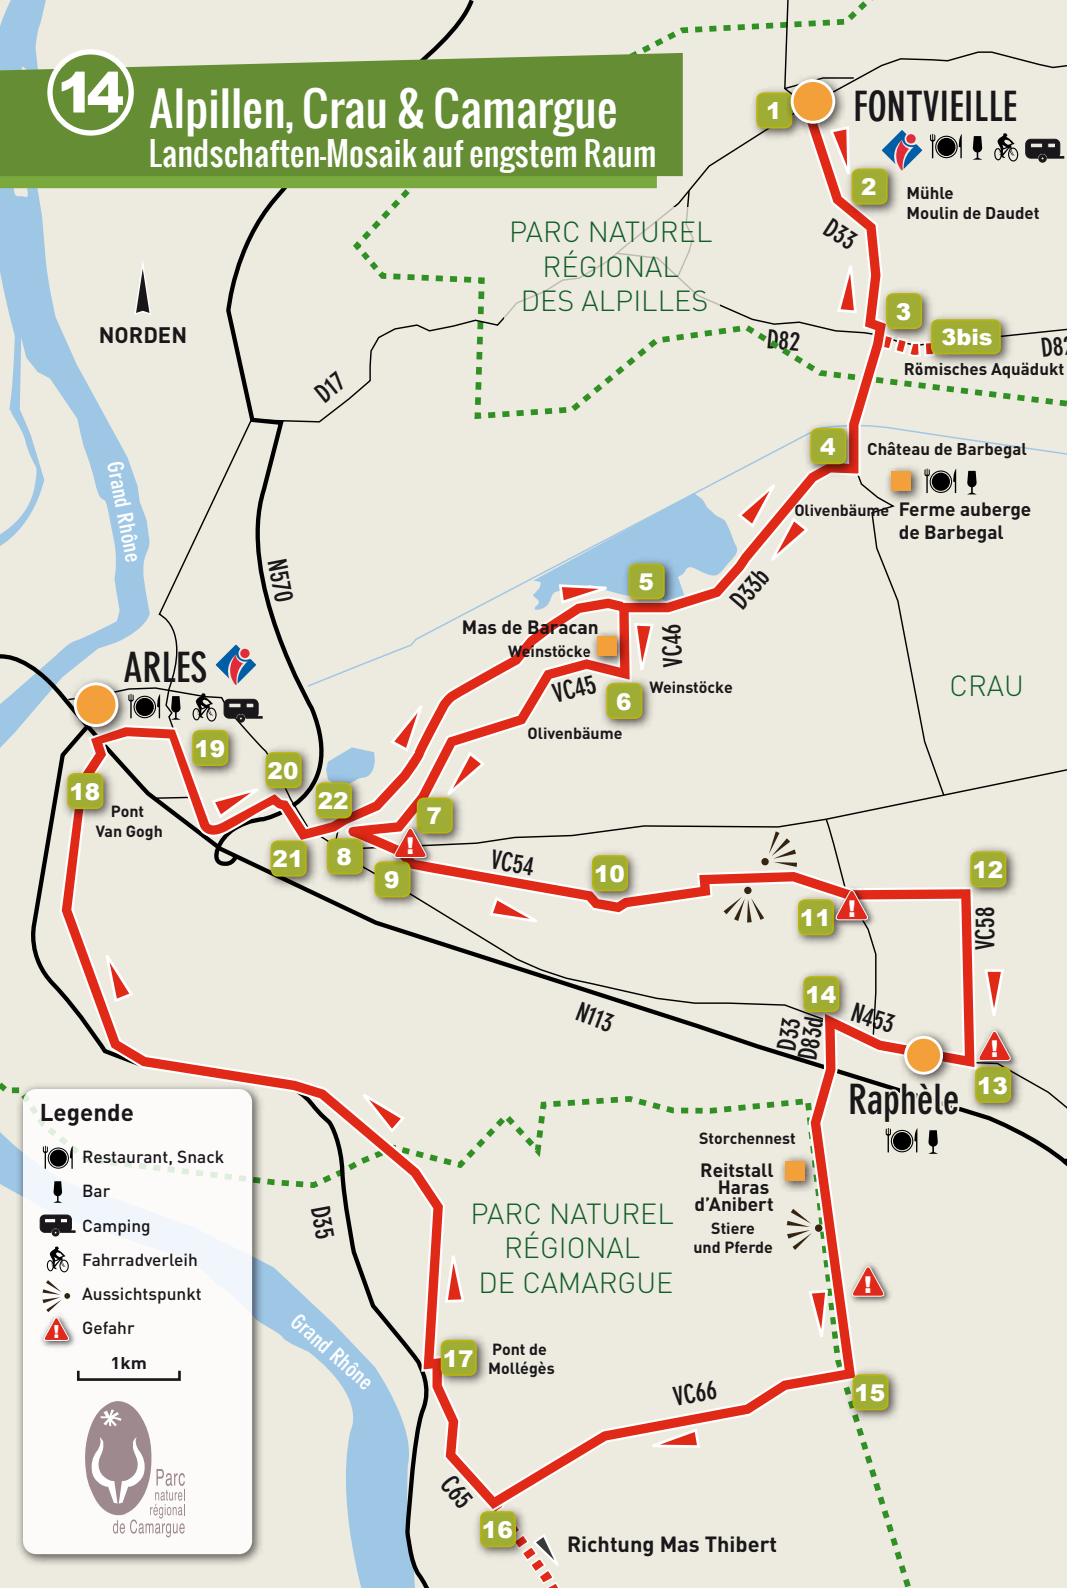 14
Alpillen, Crau & Camargue
Landschaften-Mosaik auf engstem Raum
1
FONTVIEILLE
2
Mühle
Moulin de Daudet
D33
PARC NATUREL
RÉGIONAL
DES ALPILLES
NORDEN
3
3bis
D82
D82
Römisches Aquädukt
D17
4
Château de Barbegal
Olivenbäume
Ferme auberge
de Barbegal
Grand Rhône
N570
5
D33b
Mas de Baracan
Weinstöcke
VC46
VC45
6
Weinstöcke
CRAU
ARLES
Olivenbäume
19
20
18
22
7
Pont
Van Gogh
21
8
9
VC54
10
11
12
VC58
14
N453
D33
D83d
N113
13
Raphèle
Legende
Restaurant, Snack
Bar
Camping
Fahrradverleih
Aussichtspunkt
Gefahr
1km
Parc
naturel
régional
de Camargue
D35
Grand Rhône
PARC NATUREL
RÉGIONAL
DE CAMARGUE
Storchennest
Reitstall
Haras
d'Anibert
Stiere
und Pferde
17
Pont de
Mollégès
VC66
15
C65
16
Richtung Mas Thibert